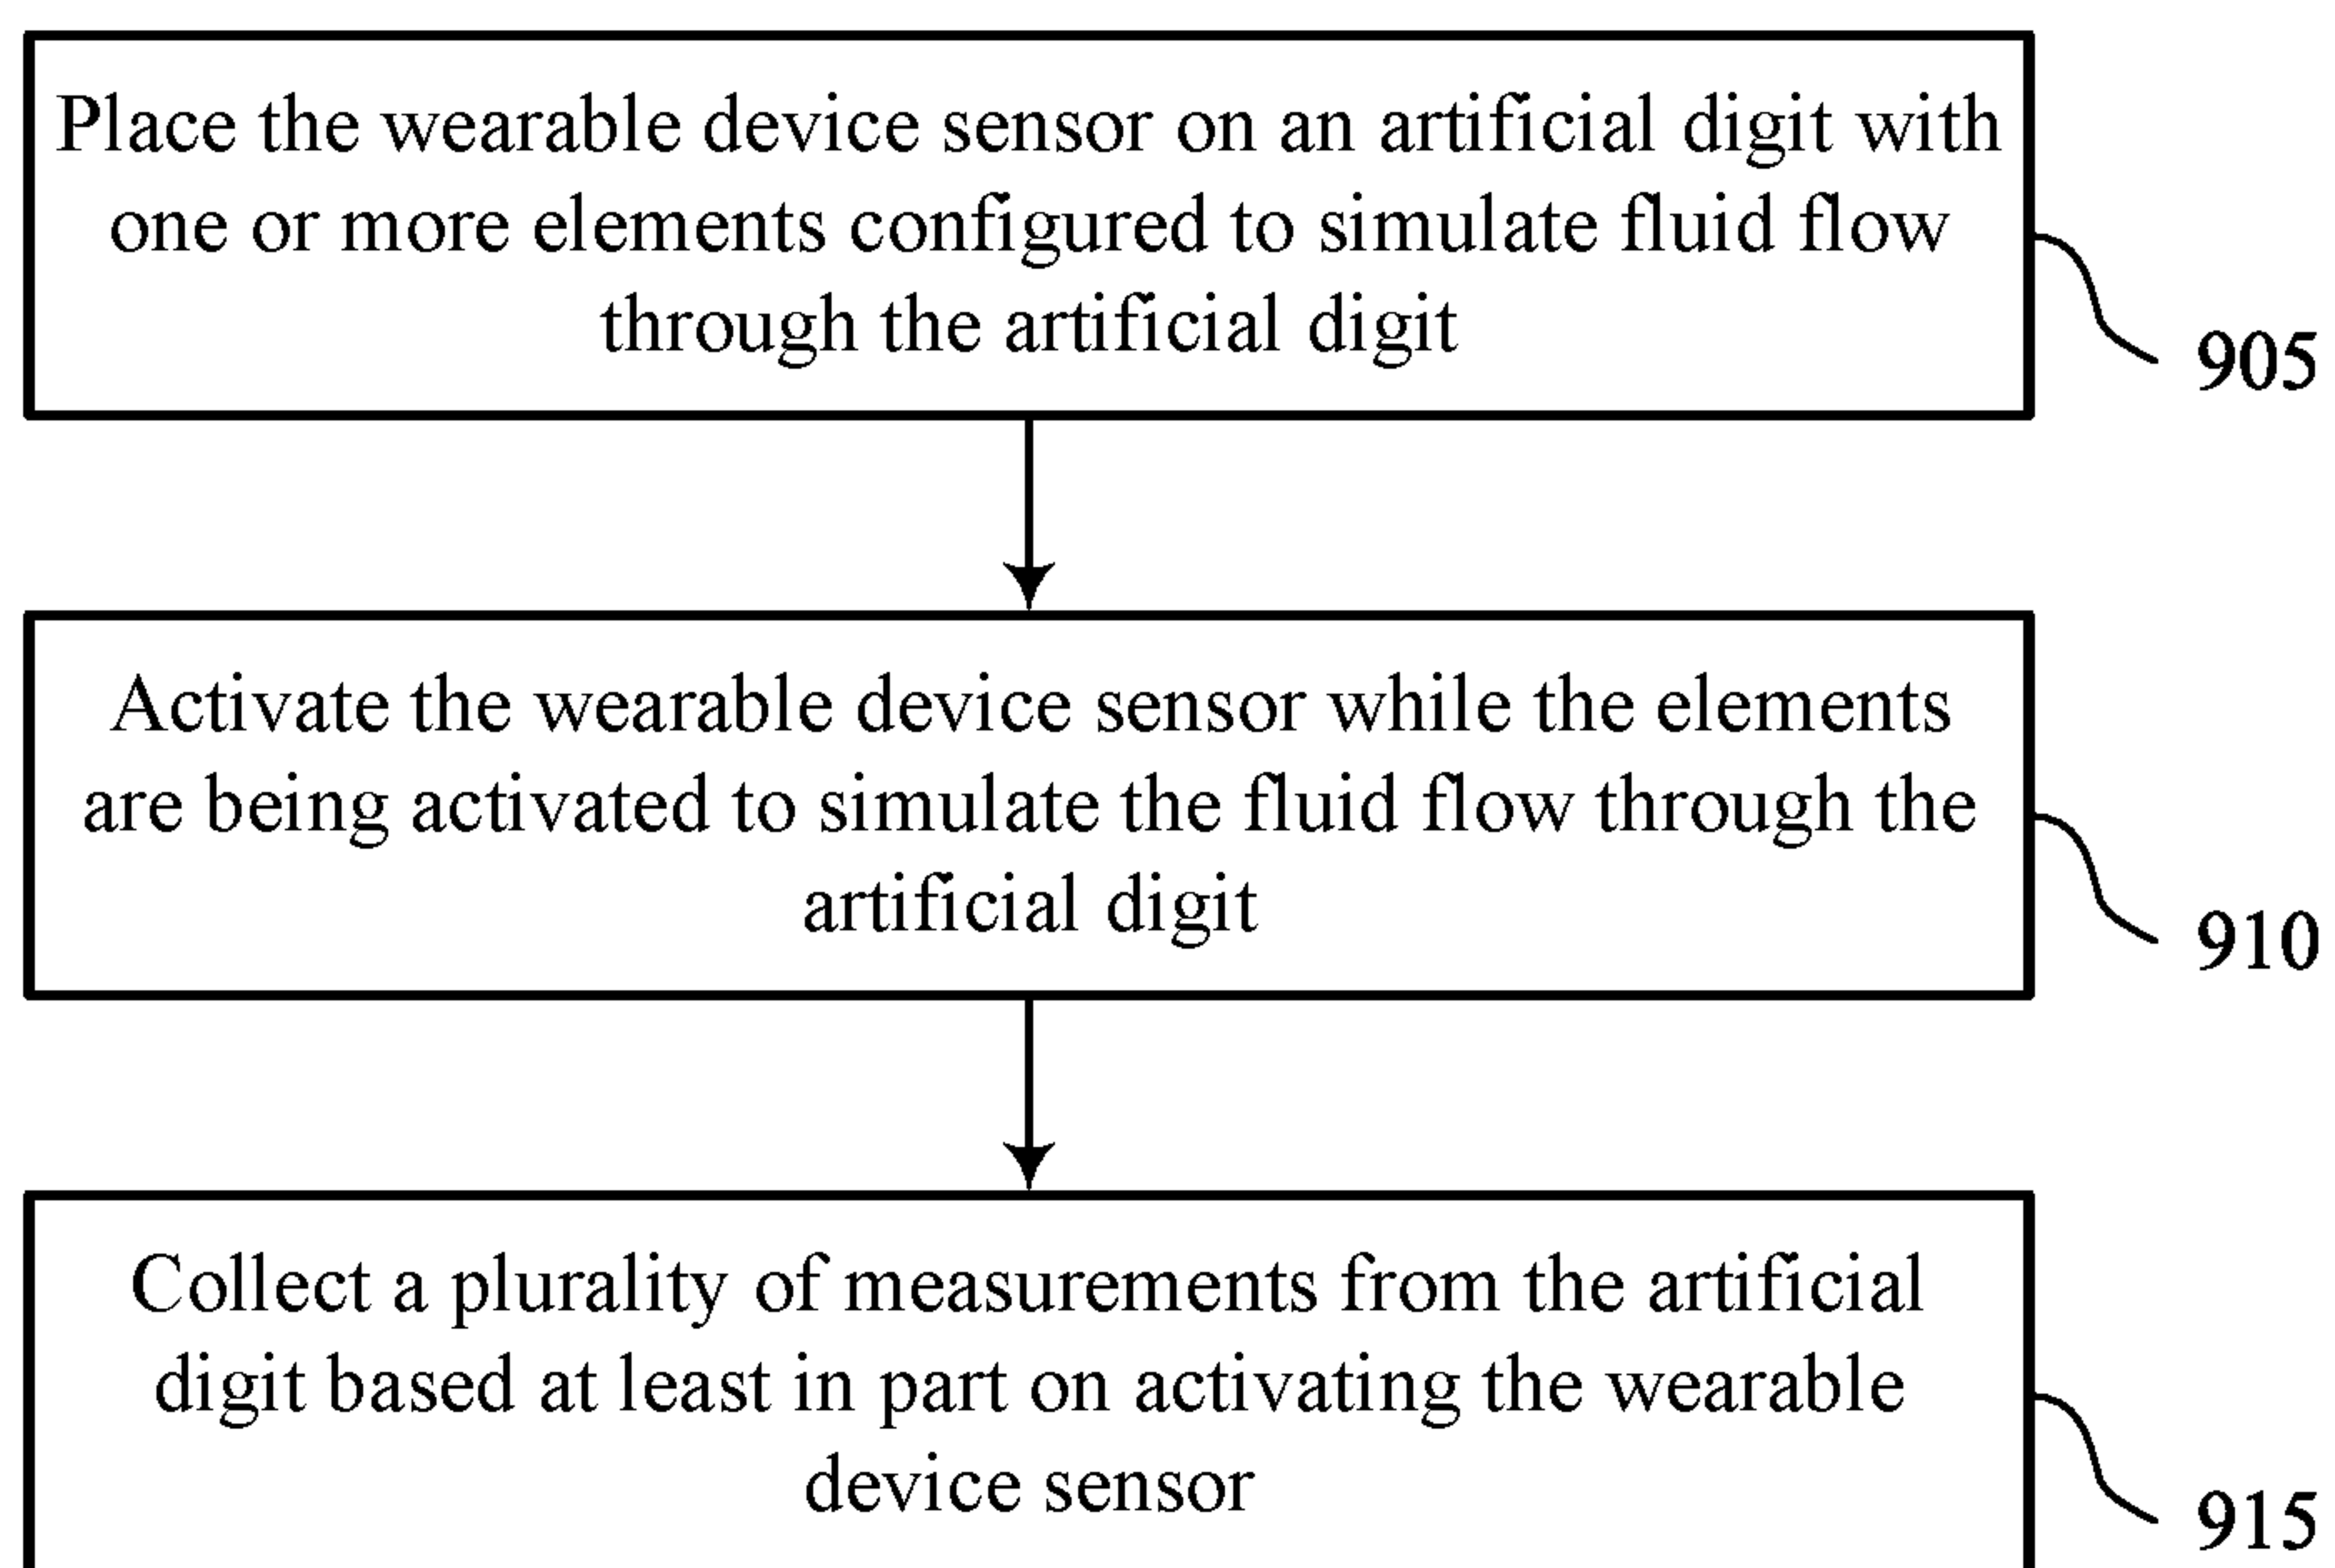 Place the wearable device sensor on an artificial digit with
one or more elements configured to simulate fluid flow
through the artificial digit
905
Activate the wearable device sensor while the elements
are being activated to simulate the fluid flow through the
artificial digit
910
Collect a plurality of measurements from the artificial
digit based at least in part on activating the wearable
device sensor
915